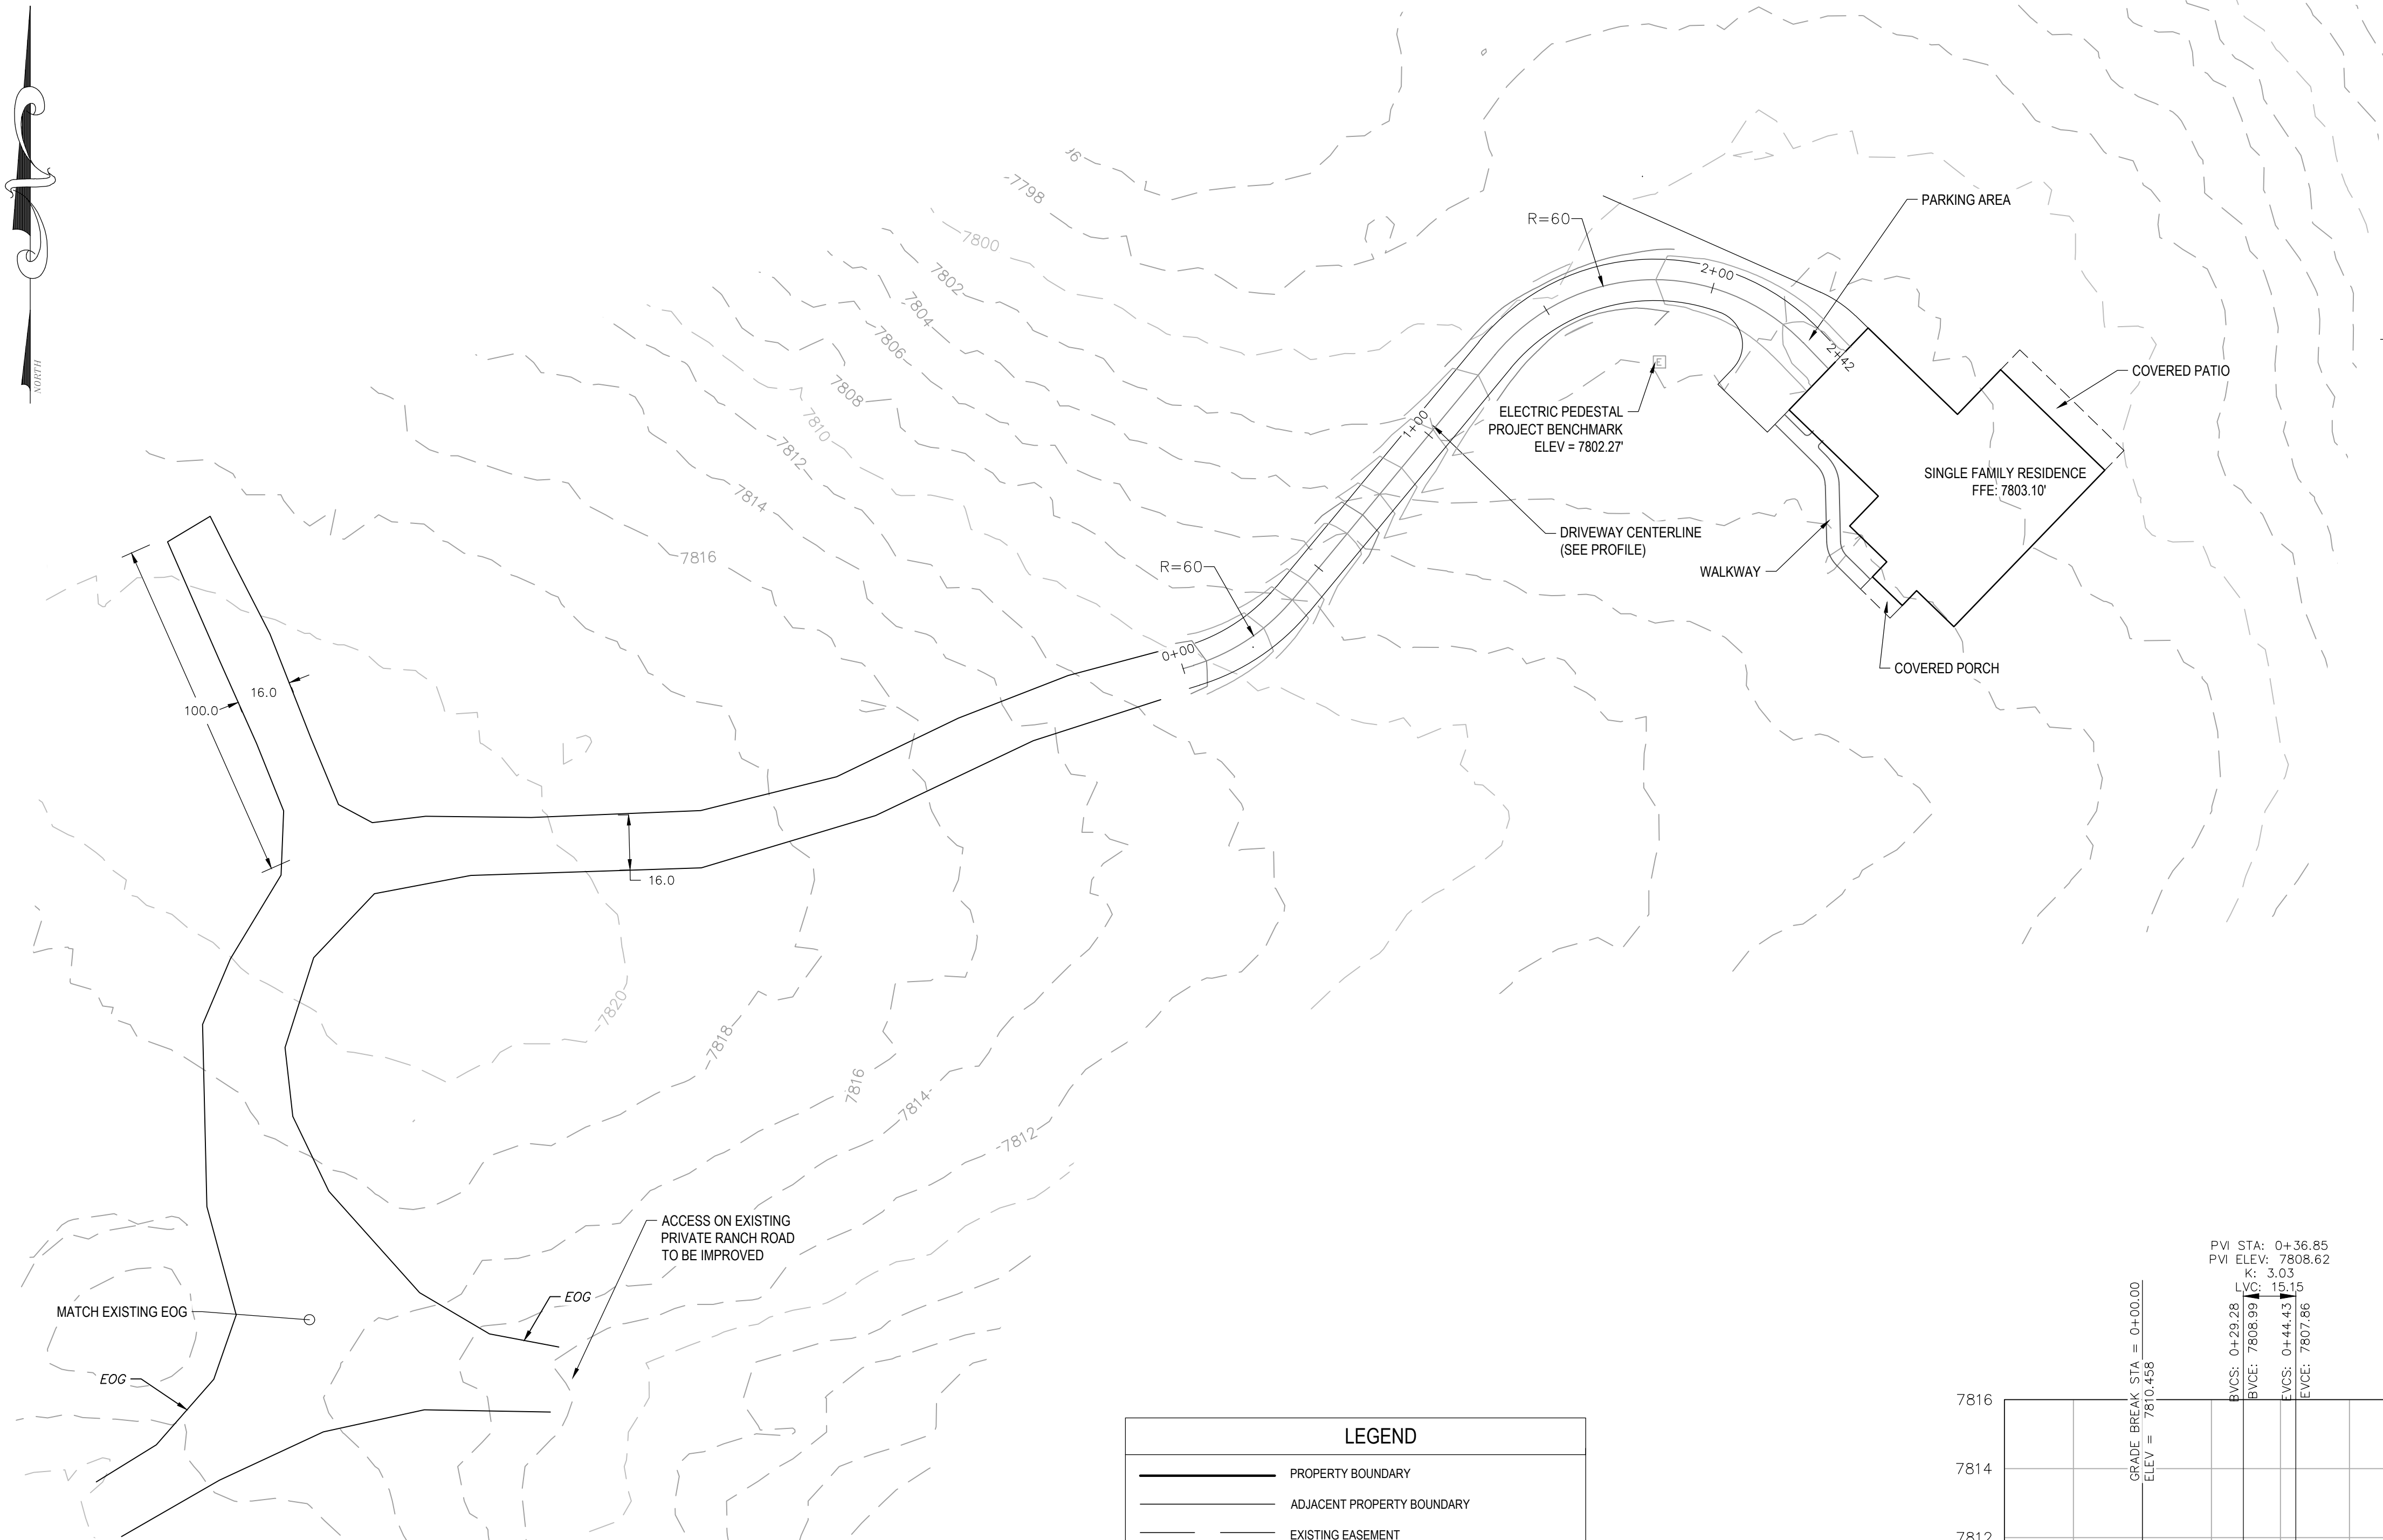 NORTH
96
7798
7800
7802
7804
7806
7808
7810
7812
7814
7816
R=60
PARKING AREA
2+00
2+42
COVERED PATIO
ELECTRIC PEDESTAL
PROJECT BENCHMARK
ELEV = 7802.27'
E
1+00
SINGLE FAMILY RESIDENCE
FFE: 7803.10'
DRIVEWAY CENTERLINE
(SEE PROFILE)
WALKWAY
COVERED PORCH
R=60
0+00
16.0
100.0
16.0
7820
7818
7816
7814
7812
ACCESS ON EXISTING
PRIVATE RANCH ROAD
TO BE IMPROVED
EOG
MATCH EXISTING EOG
EOG
LEGEND
PROPERTY BOUNDARY
ADJACENT PROPERTY BOUNDARY
EXISTING EASEMENT
PVI STA: 0+36.85
PVI ELEV: 7808.62
K: 3.03
LVC: 15.15
GRADE BREAK STA = 0+00.00
ELEV = 7810.458
BVCS: 0+29.28
BVCE: 7808.99
EVCS: 0+44.43
EVCE: 7807.86
7816
7814
7812